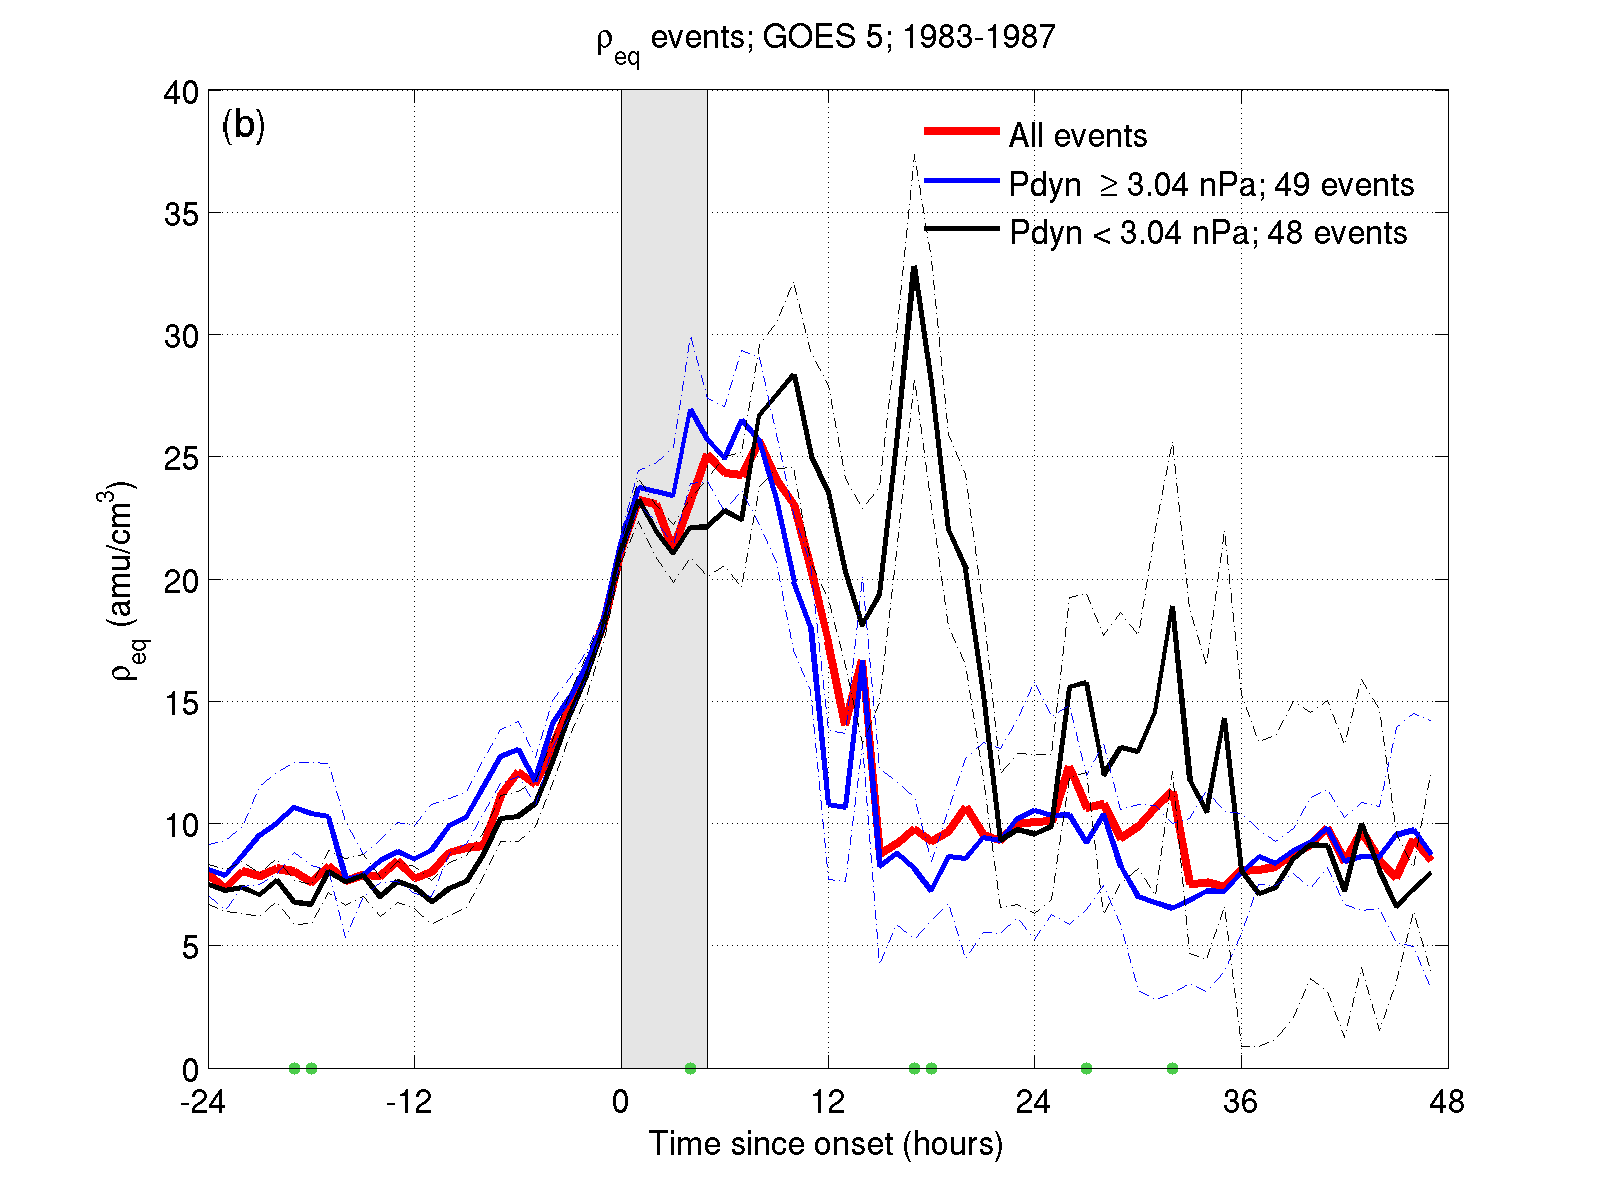 ρeq events; GOES 5; 1983-1987
(b)
All events
Pdyn ≥ 3.04 nPa; 49 events
Pdyn < 3.04 nPa; 48 events
40
35
30
25
20
15
10
5
0
ρeq (amu/cm³)
-24 -12 0 12 24 36 48
Time since onset (hours)